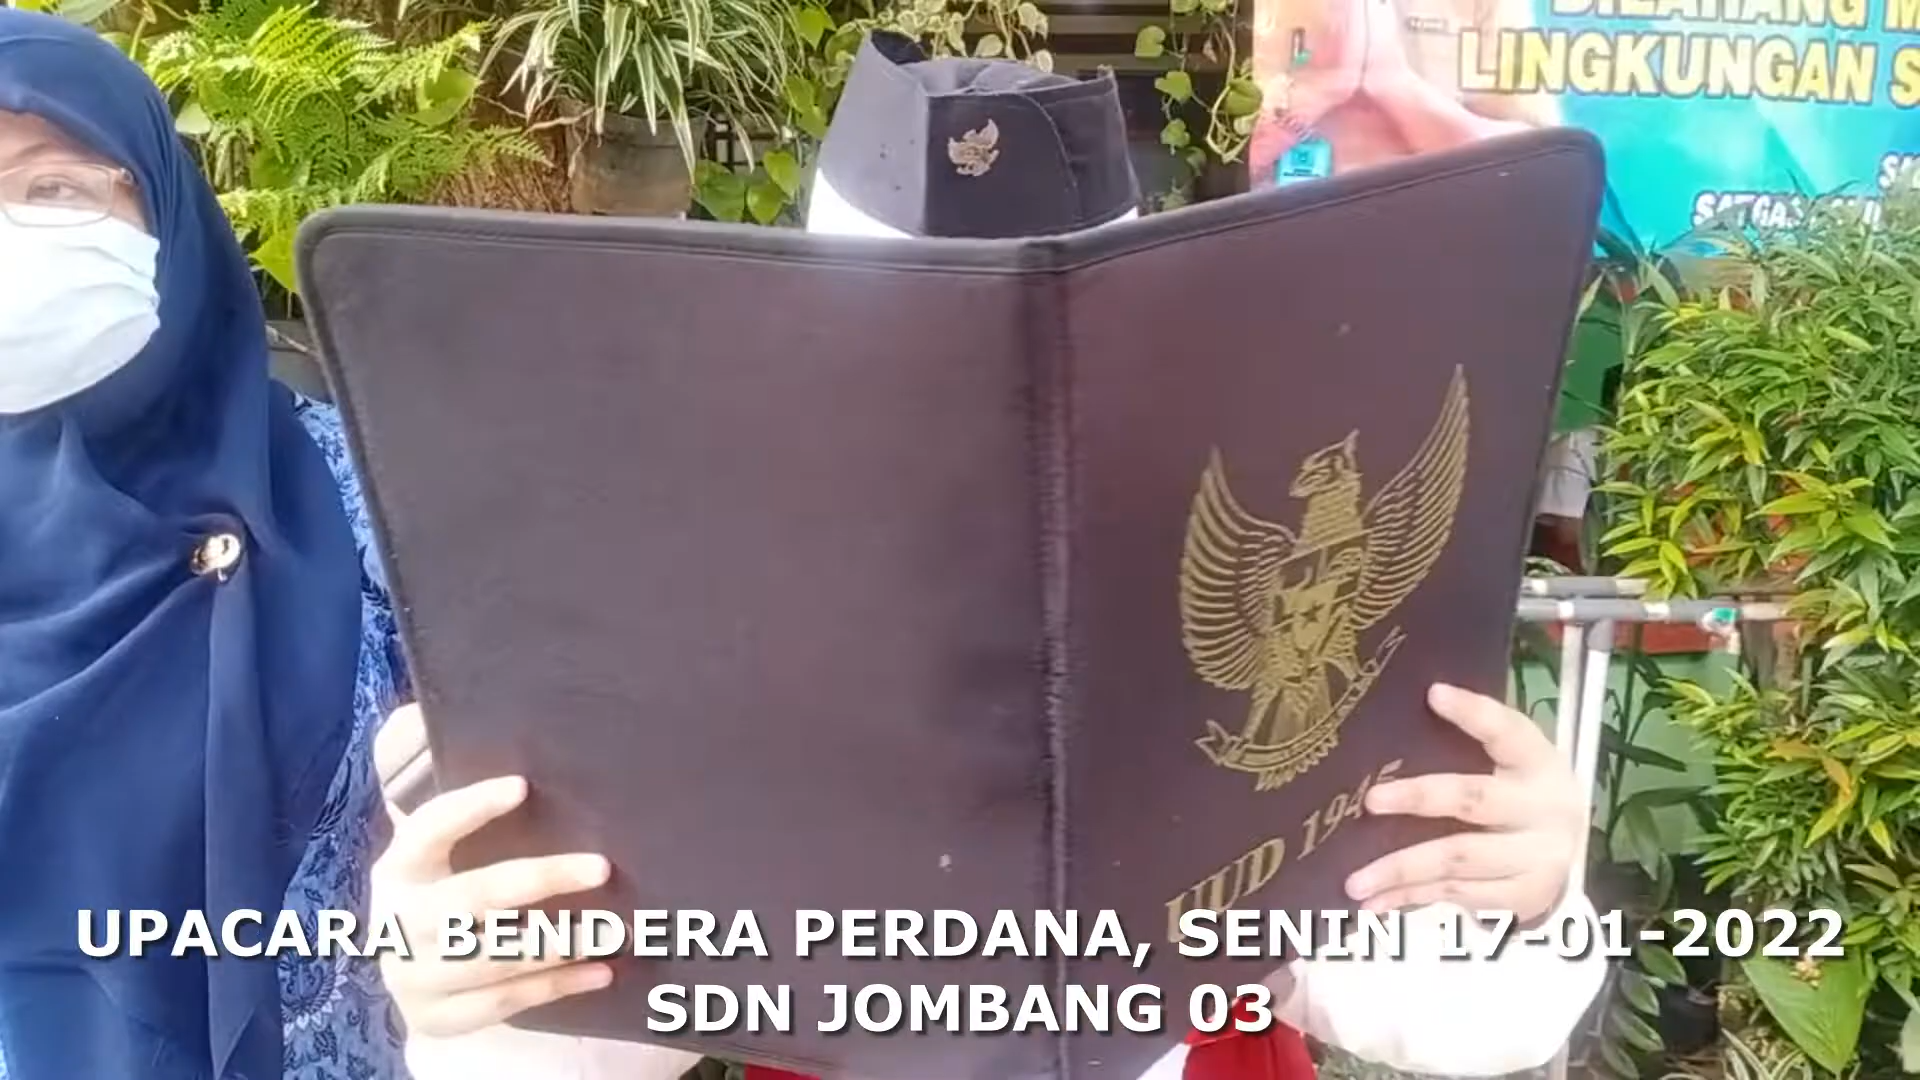 LINGKUNGAN
UUD 1945
UPACARA BENDERA PERDANA, SENIN 17-01-2022
SDN JOMBANG 03